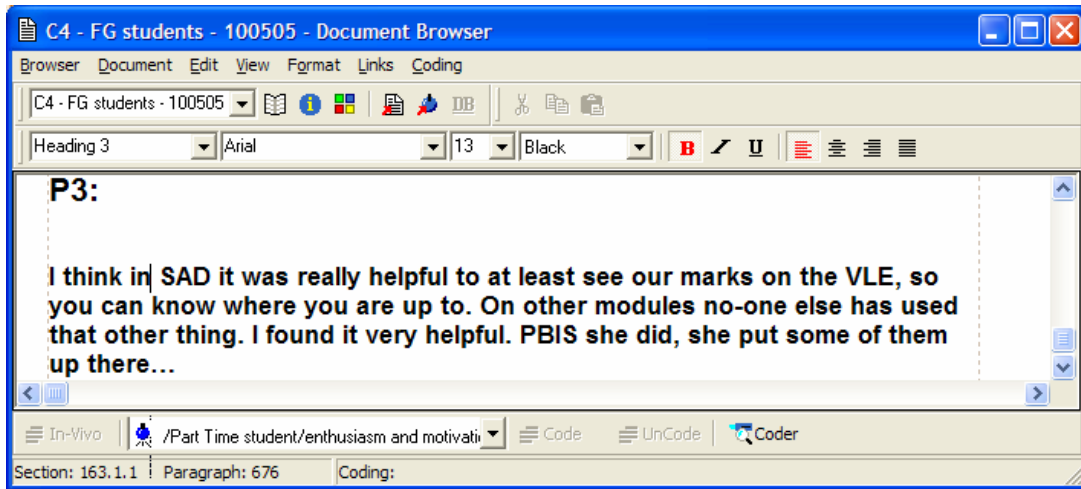 C4 - FG students - 100505 - Document Browser
Browser Document Edit View Format Links Coding
C4 - FG students - 100505 DB
Heading 3 Arial 13 Black B I U
P3:
I think in SAD it was really helpful to at least see our marks on the VLE, so
you can know where you are up to. On other modules no-one else has used
that other thing. I found it very helpful. PBIS she did, she put some of them
up there…
In-Vivo /Part Time student/enthusiasm and motivati Code UnCode Coder
Section: 163.1.1 Paragraph: 676 Coding: